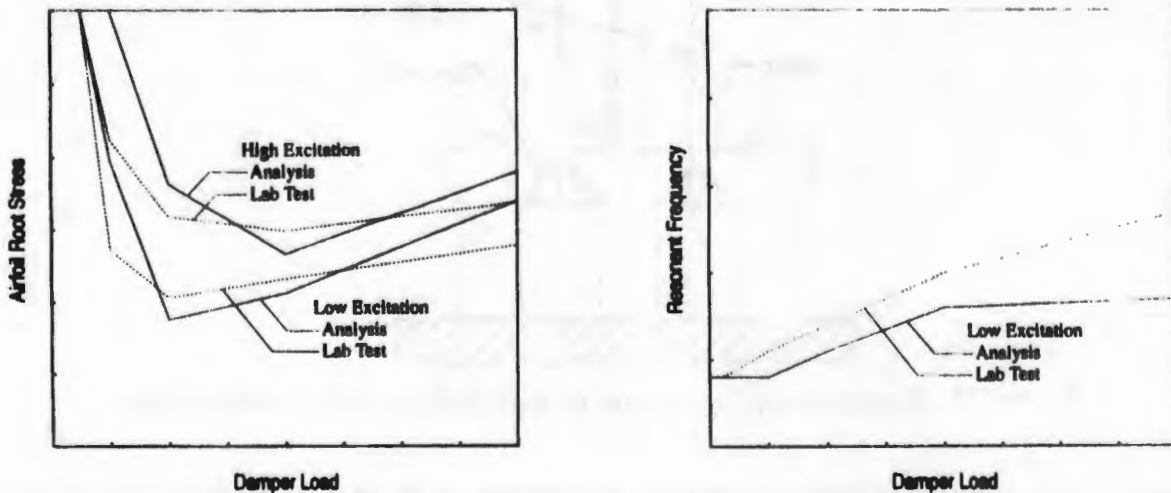 Airfoil Root Stress
High Excitation
Analysis
Lab Test
Low Excitation
Analysis
Lab Test
Damper Load
Resonant Frequency
Low Excitation
Analysis
Lab Test
Damper Load